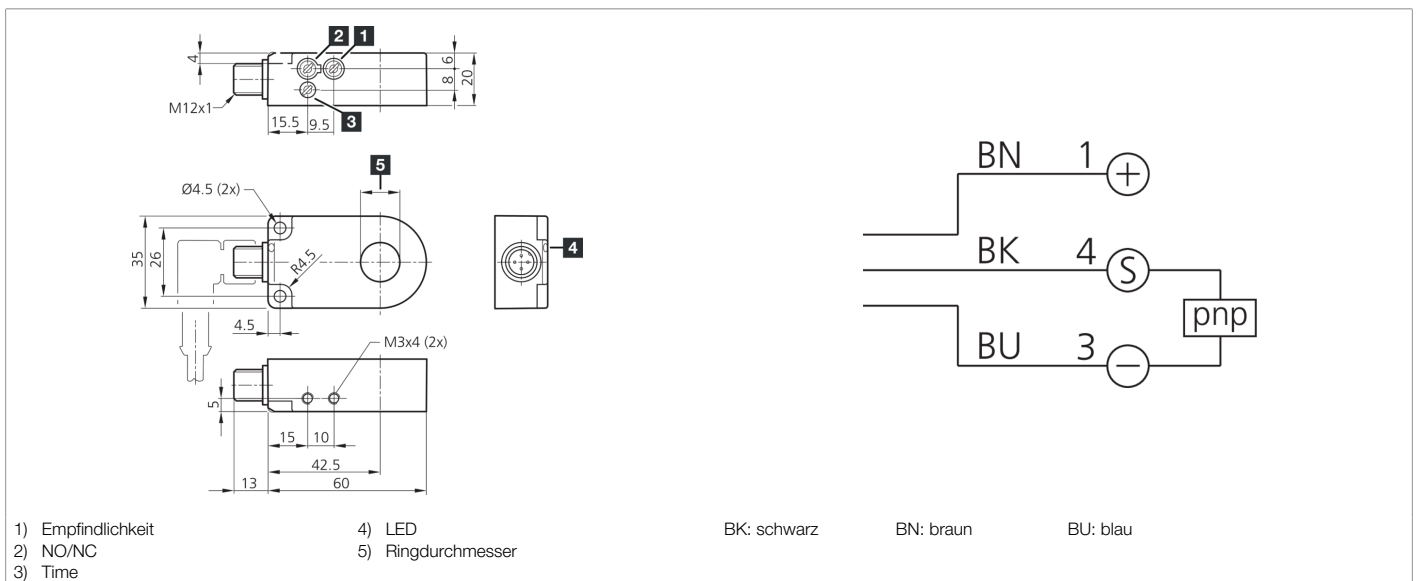 2 1
4
6
8
20
M12x1
15.5 9.5
3
5
Ø4.5 (2x)
35
26
R4.5
4
4.5
M3x4 (2x)
5
15 10
42.5
13 60
BN 1 +
BK 4 S
pnp
BU 3 −
1) Empfindlichkeit
2) NO/NC
3) Time
4) LED
5) Ringdurchmesser
BK: schwarz BN: braun BU: blau